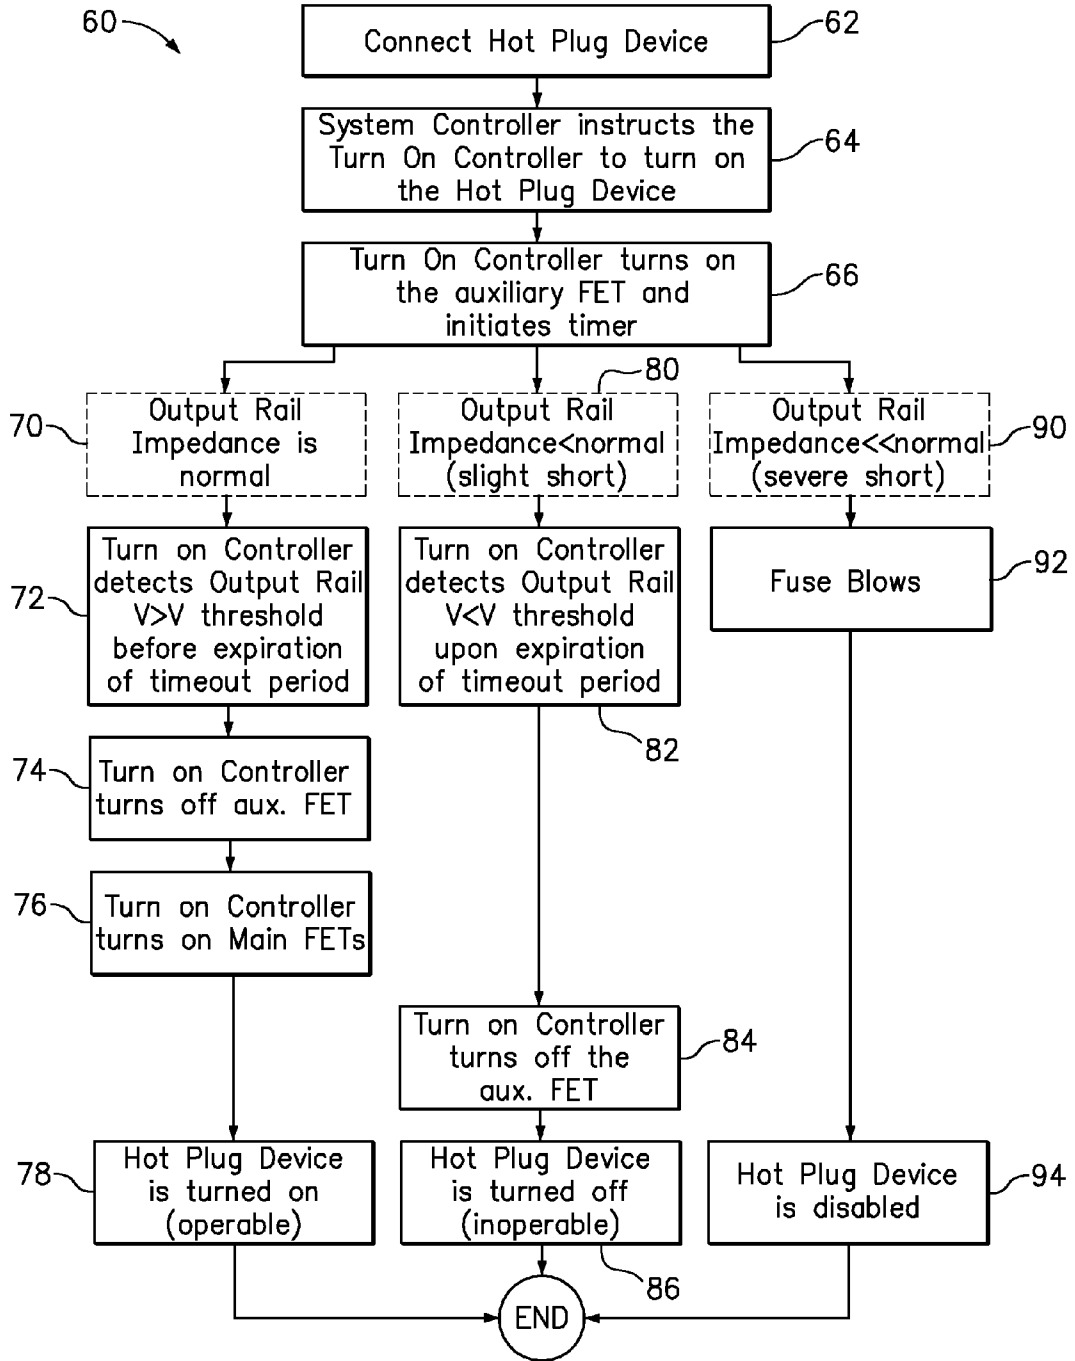 60
Connect Hot Plug Device
62
System Controller instructs the
Turn On Controller to turn on
the Hot Plug Device
64
Turn On Controller turns on
the auxiliary FET and
initiates timer
66
70
Output Rail
Impedance is
normal
80
Output Rail
Impedance<normal
(slight short)
Output Rail
Impedance<<normal
(severe short)
90
72
Turn on Controller
detects Output Rail
V>V threshold
before expiration
of timeout period
Turn on Controller
detects Output Rail
V<V threshold
upon expiration
of timeout period
82
Fuse Blows
92
74
Turn on Controller
turns off aux. FET
76
Turn on Controller
turns on Main FETs
Turn on Controller
turns off the
aux. FET
84
78
Hot Plug Device
is turned on
(operable)
Hot Plug Device
is turned off
(inoperable)
86
Hot Plug Device
is disabled
94
END